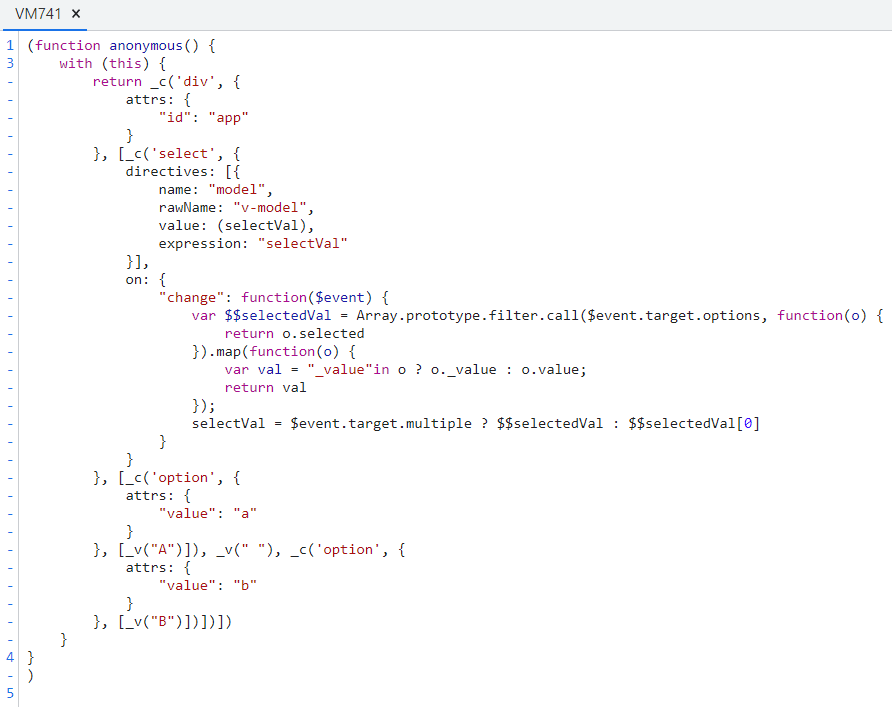 VM741 ×
1 (function anonymous() {
3     with (this) {
-         return _c('div', {
-             attrs: {
-                 "id": "app"
-             }
-         }, [_c('select', {
-             directives: [{
-                 name: "model",
-                 rawName: "v-model",
-                 value: (selectVal),
-                 expression: "selectVal"
-             }],
-             on: {
-                 "change": function($event) {
-                     var $$selectedVal = Array.prototype.filter.call($event.target.options, function(o) {
-                         return o.selected
-                     }).map(function(o) {
-                         var val = "_value"in o ? o._value : o.value;
-                         return val
-                     });
-                     selectVal = $event.target.multiple ? $$selectedVal : $$selectedVal[0]
-                 }
-             }
-         }, [_c('option', {
-             attrs: {
-                 "value": "a"
-             }
-         }, [_v("A")]), _v(" "), _c('option', {
-             attrs: {
-                 "value": "b"
-             }
-         }, [_v("B")])])])
-     }
4 }
- )
5